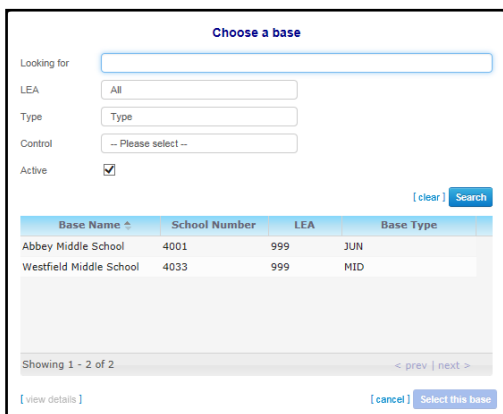 Choose a base
Looking for
LEA All
Type Type
Control -- Please select --
Active
[ clear ] Search
Base Name School Number LEA Base Type
Abbey Middle School 4001 999 JUN
Westfield Middle School 4033 999 MID
Showing 1 - 2 of 2 < prev | next >
[ view details ] [ cancel ] Select this base